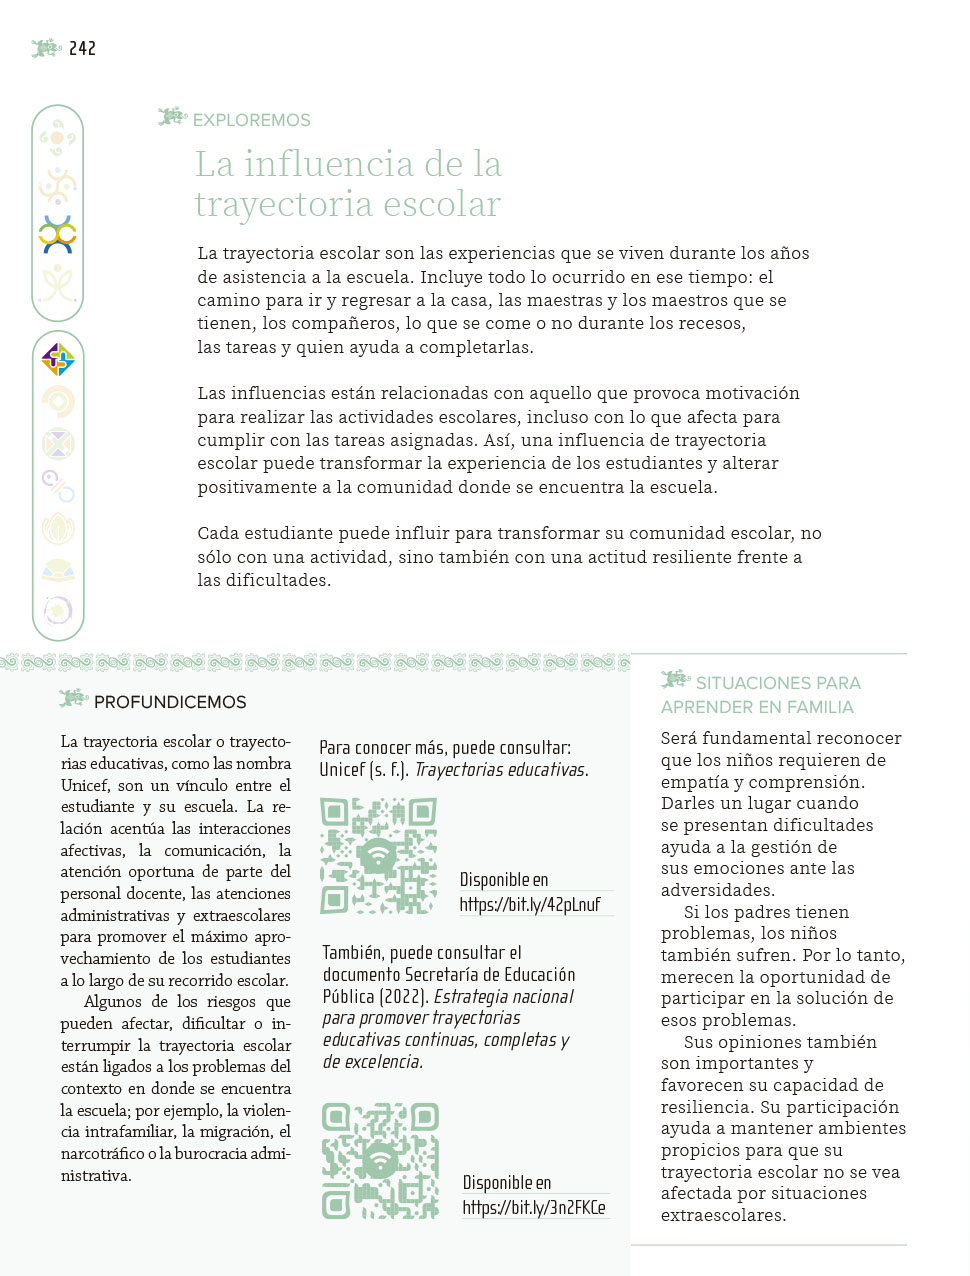 242
EXPLOREMOS
La influencia de la
trayectoria escolar
La trayectoria escolar son las experiencias que se viven durante los años
de asistencia a la escuela. Incluye todo lo ocurrido en ese tiempo: el
camino para ir y regresar a la casa, las maestras y los maestros que se
tienen, los compañeros, lo que se come o no durante los recesos,
las tareas y quien ayuda a completarlas.
Las influencias están relacionadas con aquello que provoca motivación
para realizar las actividades escolares, incluso con lo que afecta para
cumplir con las tareas asignadas. Así, una influencia de trayectoria
escolar puede transformar la experiencia de los estudiantes y alterar
positivamente a la comunidad donde se encuentra la escuela.
Cada estudiante puede influir para transformar su comunidad escolar, no
sólo con una actividad, sino también con una actitud resiliente frente a
las dificultades.
PROFUNDICEMOS
La trayectoria escolar o trayecto-
rias educativas, como las nombra
Unicef, son un vínculo entre el
estudiante y su escuela. La re-
lación acentúa las interacciones
afectivas, la comunicación, la
atención oportuna de parte del
personal docente, las atenciones
administrativas y extraescolares
para promover el máximo apro-
vechamiento de los estudiantes
a lo largo de su recorrido escolar.
Algunos de los riesgos que
pueden afectar, dificultar o in-
terrumpir la trayectoria escolar
están ligados a los problemas del
contexto en donde se encuentra
la escuela; por ejemplo, la violen-
cia intrafamiliar, la migración, el
narcotráfico o la burocracia admi-
nistrativa.
Para conocer más, puede consultar:
Unicef (s. f.). Trayectorias educativas.
Disponible en
https://bit.ly/42pLnuf
También, puede consultar el
documento Secretaría de Educación
Pública (2022). Estrategia nacional
para promover trayectorias
educativas continuas, completas y
de excelencia.
Disponible en
https://bit.ly/3n2FKCe
SITUACIONES PARA
APRENDER EN FAMILIA
Será fundamental reconocer
que los niños requieren de
empatía y comprensión.
Darles un lugar cuando
se presentan dificultades
ayuda a la gestión de
sus emociones ante las
adversidades.
Si los padres tienen
problemas, los niños
también sufren. Por lo tanto,
merecen la oportunidad de
participar en la solución de
esos problemas.
Sus opiniones también
son importantes y
favorecen su capacidad de
resiliencia. Su participación
ayuda a mantener ambientes
propicios para que su
trayectoria escolar no se vea
afectada por situaciones
extraescolares.